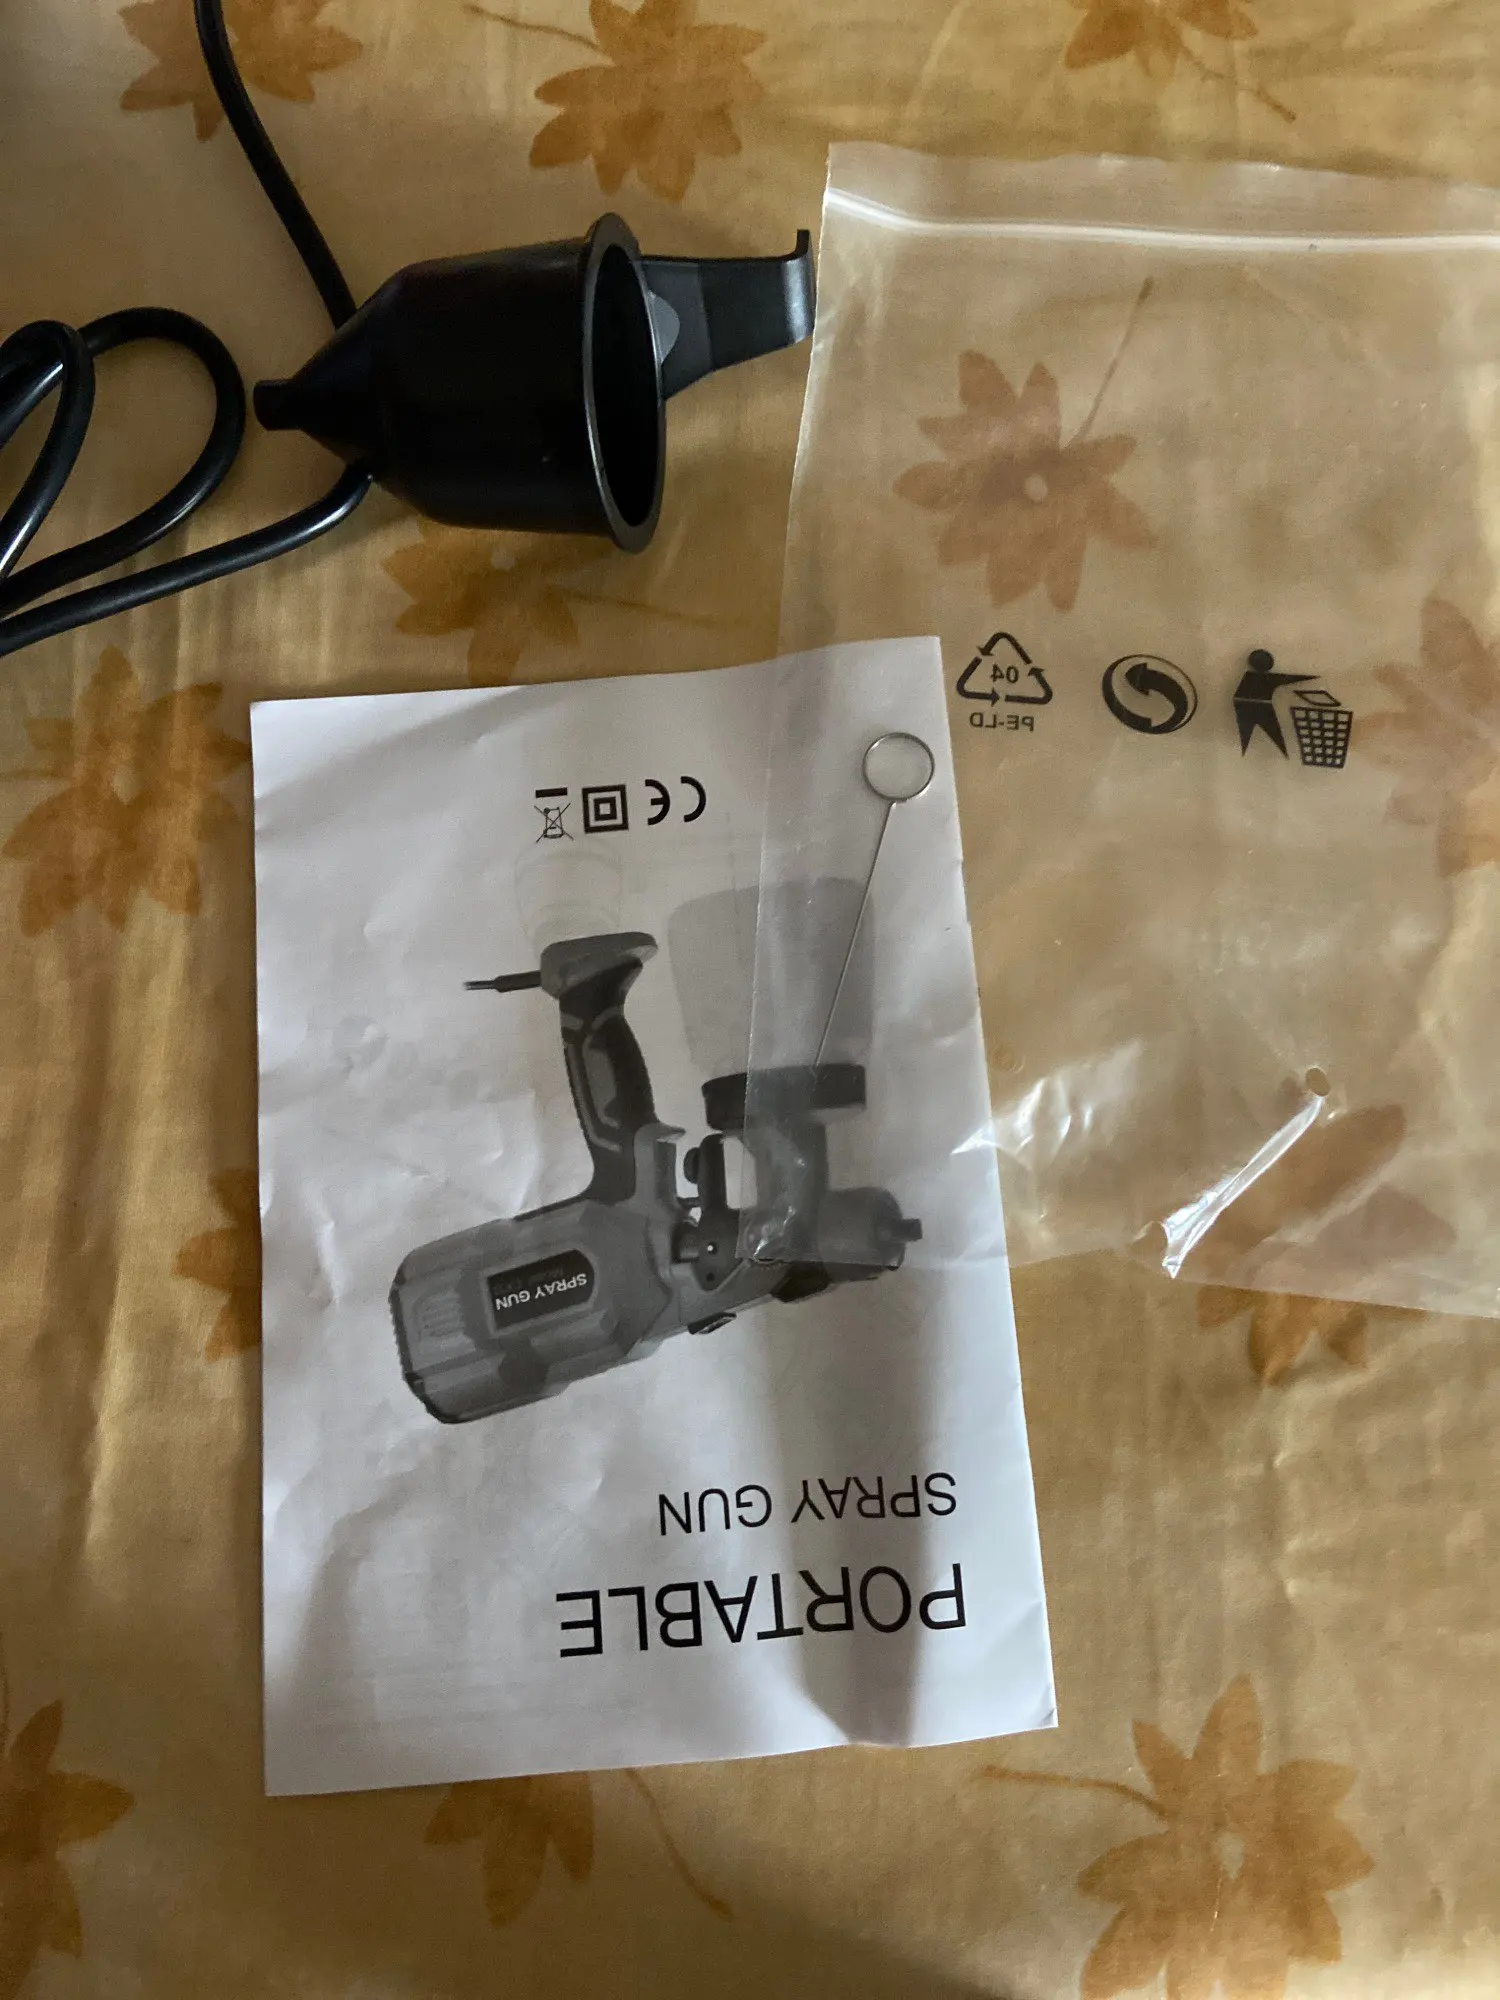 PORTABLE
SPRAY GUN
SPRAY GUN
CE
04
PE-LD